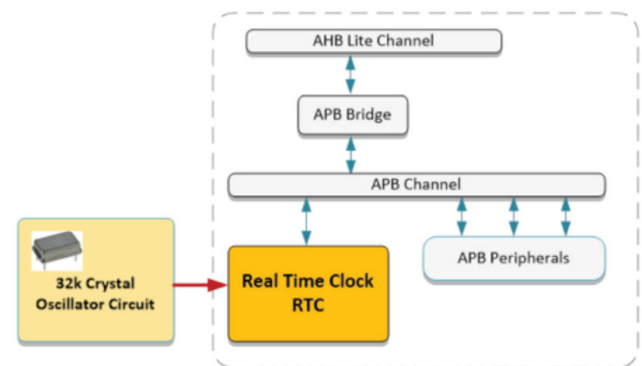 AHB Lite Channel
APB Bridge
APB Channel
32k Crystal
Oscillator Circuit
Real Time Clock
RTC
APB Peripherals